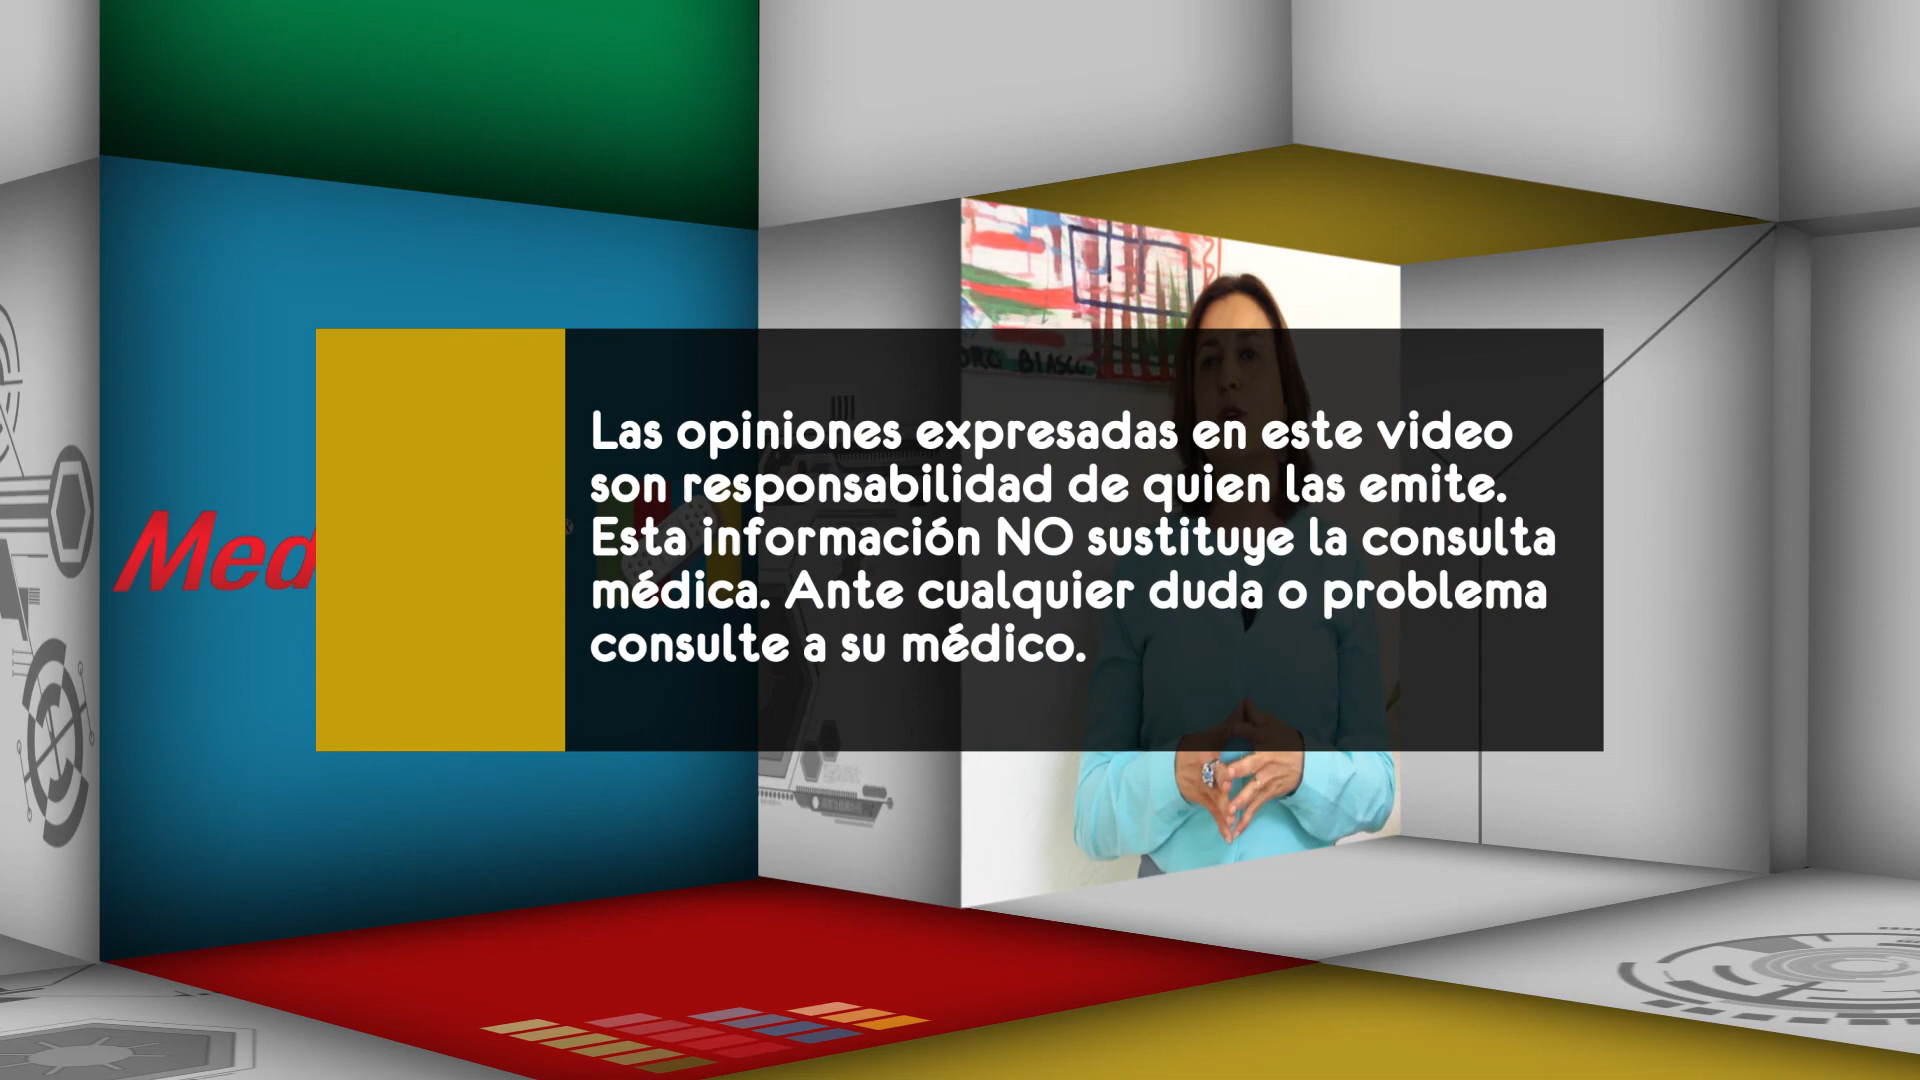 Las opiniones expresadas en este video
son responsabilidad de quien las emite.
Esta información NO sustituye la consulta
médica. Ante cualquier duda o problema
consulte a su médico.
Med